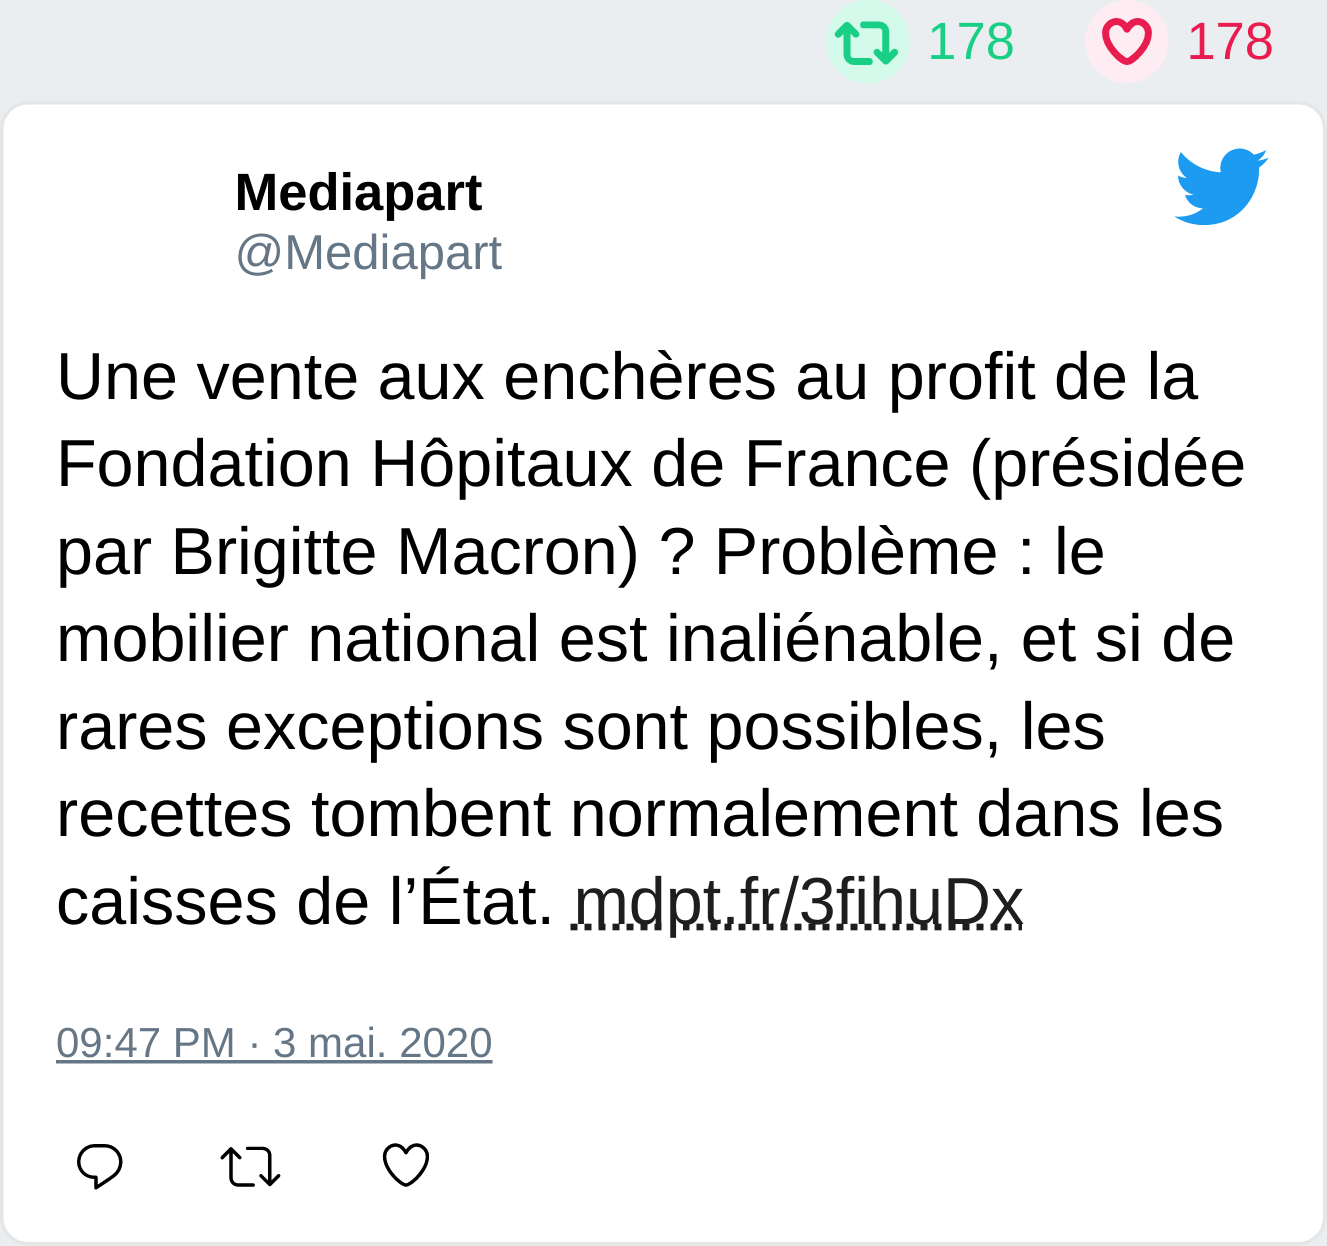 178 178
Mediapart
@Mediapart
Une vente aux enchères au profit de la
Fondation Hôpitaux de France (présidée
par Brigitte Macron) ? Problème : le
mobilier national est inaliénable, et si de
rares exceptions sont possibles, les
recettes tombent normalement dans les
caisses de l’État. mdpt.fr/3fihuDx
09:47 PM · 3 mai. 2020